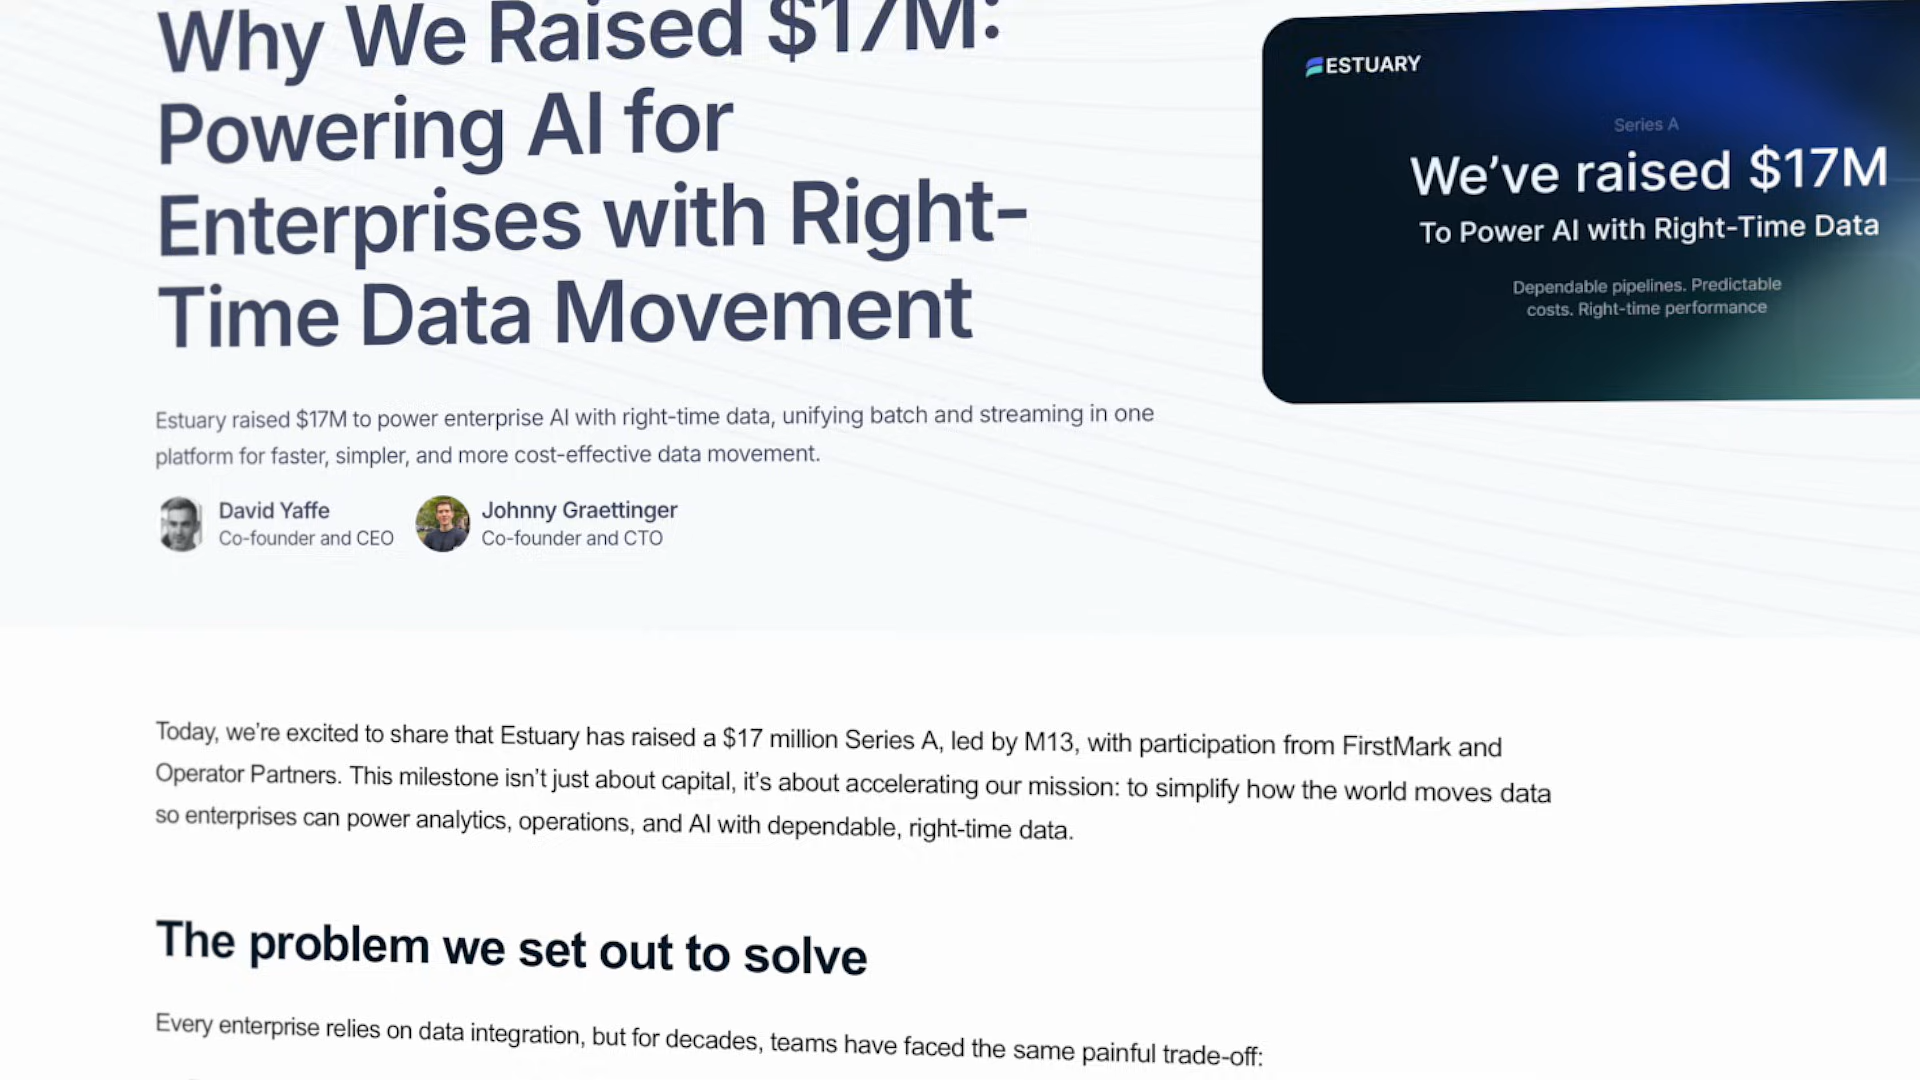 Why We Raised $17M:
Powering AI for
Enterprises with Right-
Time Data Movement
Estuary raised $17M to power enterprise AI with right-time data, unifying batch and streaming in one
platform for faster, simpler, and more cost-effective data movement.
David Yaffe
Co-founder and CEO
Johnny Graettinger
Co-founder and CTO
ESTUARY
Series A
We’ve raised $17M
To Power AI with Right-Time Data
Dependable pipelines. Predictable
costs. Right-time performance
Today, we’re excited to share that Estuary has raised a $17 million Series A, led by M13, with participation from FirstMark and
Operator Partners. This milestone isn’t just about capital, it’s about accelerating our mission: to simplify how the world moves data
so enterprises can power analytics, operations, and AI with dependable, right-time data.
The problem we set out to solve
Every enterprise relies on data integration, but for decades, teams have faced the same painful trade-off: